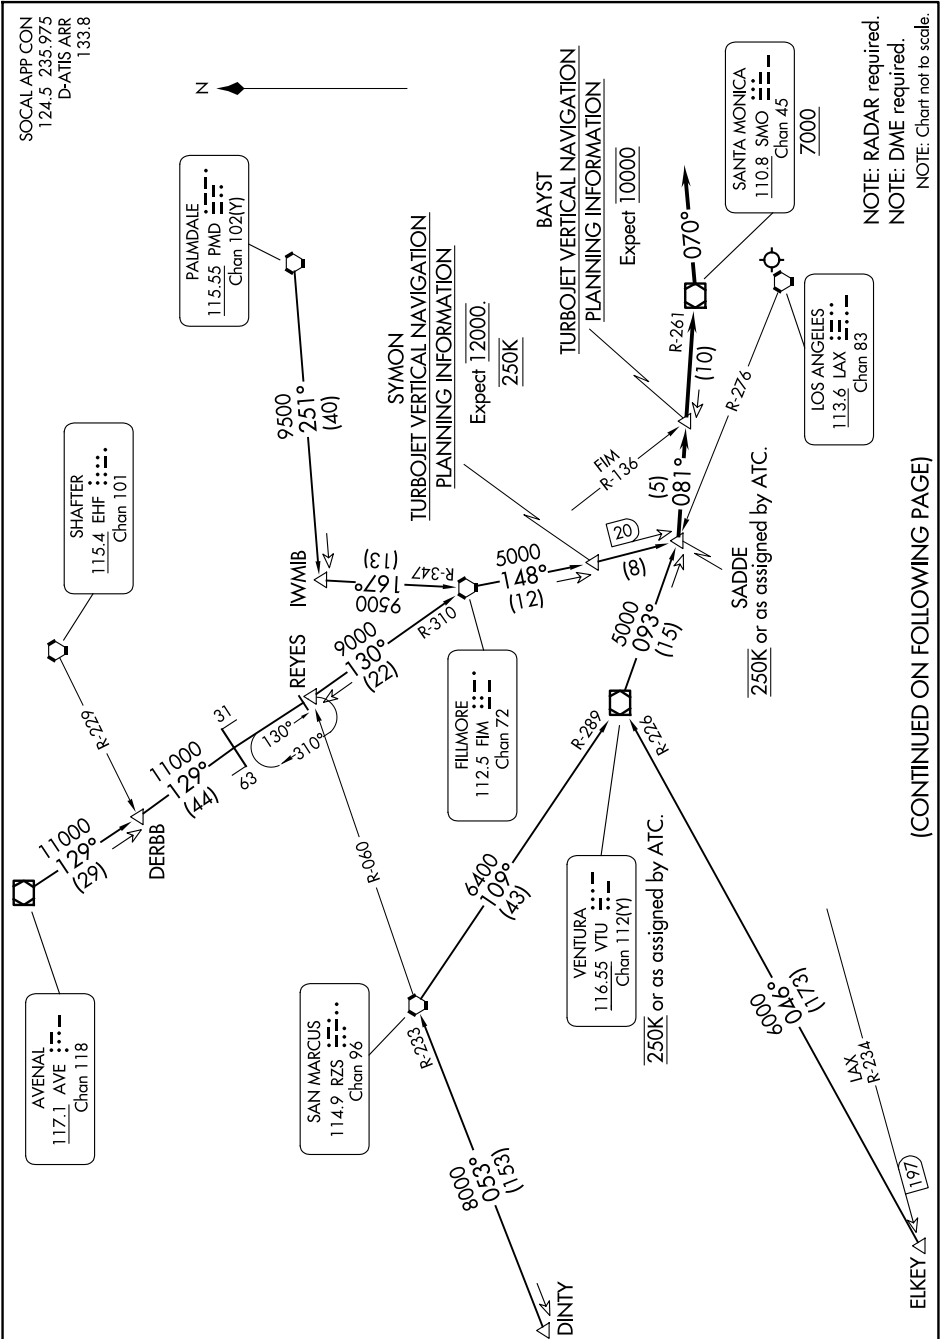 SOCAL APP CON
124.5 235.975
D-ATIS ARR
133.8
N
PALMDALE
115.55 PMD
Chan 102(Y)
SHAFTER
115.4 EHF
Chan 101
AVENAL
117.1 AVE
Chan 118
11000
129°
(29)
R-229
DERBB
11000
129°
(44)
31
63
130°
310°
REYES
9000
130°
(22)
R-310
9500
251°
(40)
IWMIB
9500
167°
(13)
R-347
SYMON
TURBOJET VERTICAL NAVIGATION
PLANNING INFORMATION
Expect 12000.
250K
BAYST
TURBOJET VERTICAL NAVIGATION
PLANNING INFORMATION
Expect 10000
SANTA MONICA
110.8 SMO
Chan 45
7000
FILLMORE
112.5 FIM
Chan 72
5000
148°
(12)
20
(8)
FIM
R-136
(5)
081°
R-261
(10)
070°
R-276
LOS ANGELES
113.6 LAX
Chan 83
SADDE
250K or as assigned by ATC.
5000
093°
(15)
R-289
R-226
VENTURA
116.55 VTU
Chan 112(Y)
250K or as assigned by ATC.
R-060
6400
109°
(43)
SAN MARCUS
114.9 RZS
Chan 96
R-233
8000
053°
(153)
DINTY
6000
046°
(173)
LAX
R-234
197
ELKEY
NOTE: RADAR required.
NOTE: DME required.
NOTE: Chart not to scale.
(CONTINUED ON FOLLOWING PAGE)